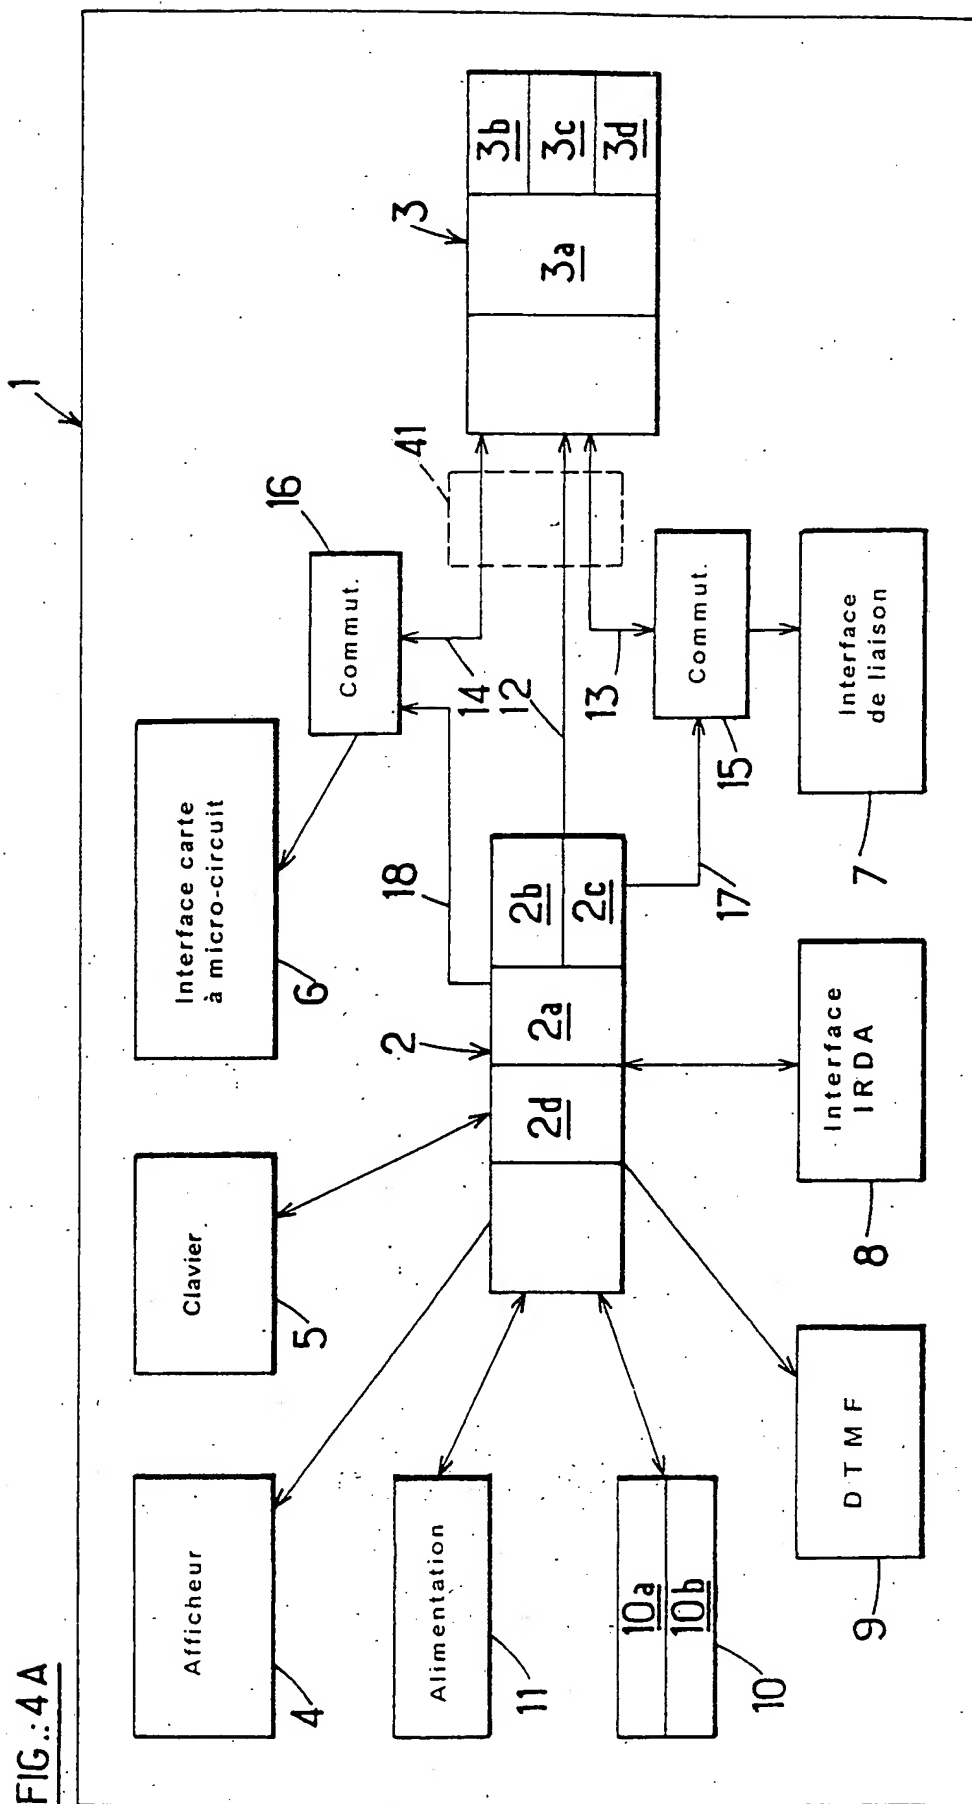 FIG.:4A
1
Afficheur
4
Clavier
5
Interface carte
à micro-circuit
6
Commut.
16
Alimentation
11
2
2d
2a
2b
2c
18
14
12
13
41
3
3a
3b
3c
3d
10a
10b
10
DTMF
9
Interface
IRDA
8
17
Commut.
15
Interface
de liaison
7